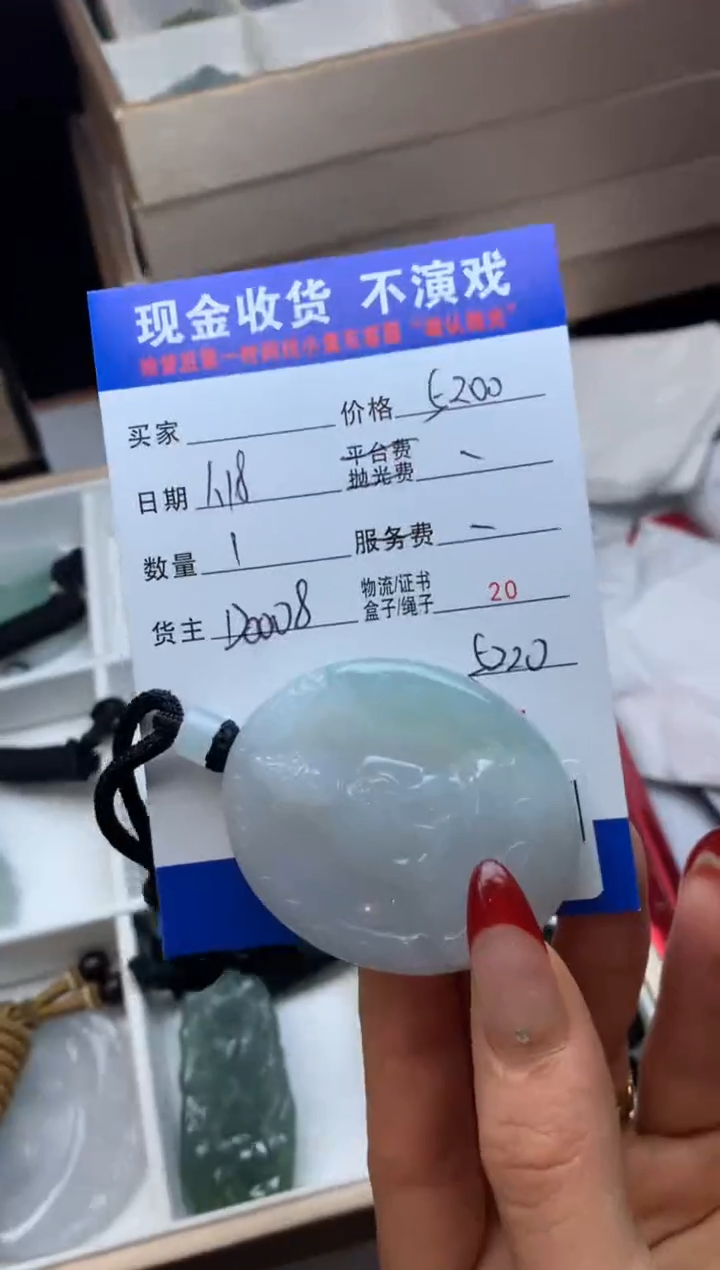 现金收货 不演戏
买家 价格 5200
日期 1.18 平台费 抛光费 -
数量 1 服务费 -
货主 D0008 物流/证书 盒子/绳子 20
5220